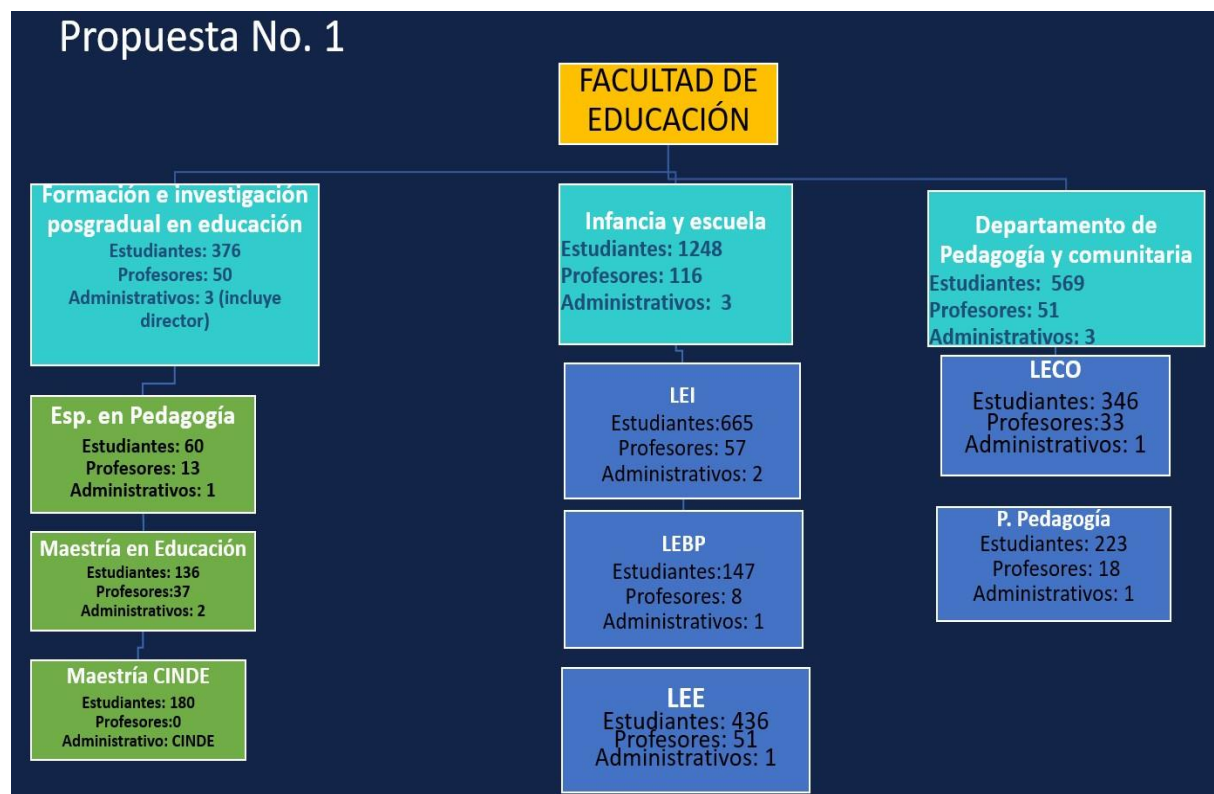 Propuesta No. 1
FACULTAD DE
EDUCACIÓN
Formación e investigación
posgradual en educación
Estudiantes: 376
Profesores: 50
Administrativos: 3 (incluye
director)
Esp. en Pedagogía
Estudiantes: 60
Profesores: 13
Administrativos: 1
Maestría en Educación
Estudiantes: 136
Profesores:37
Administrativos: 2
Maestría CINDE
Estudiantes: 180
Profesores:0
Administrativo: CINDE
Infancia y escuela
Estudiantes: 1248
Profesores: 116
Administrativos: 3
LEI
Estudiantes:665
Profesores: 57
Administrativos: 2
LEBP
Estudiantes:147
Profesores: 8
Administrativos: 1
LEE
Estudiantes: 436
Profesores: 51
Administrativos: 1
Departamento de
Pedagogía y comunitaria
Estudiantes: 569
Profesores: 51
Administrativos: 3
LECO
Estudiantes: 346
Profesores:33
Administrativos: 1
P. Pedagogía
Estudiantes: 223
Profesores: 18
Administrativos: 1